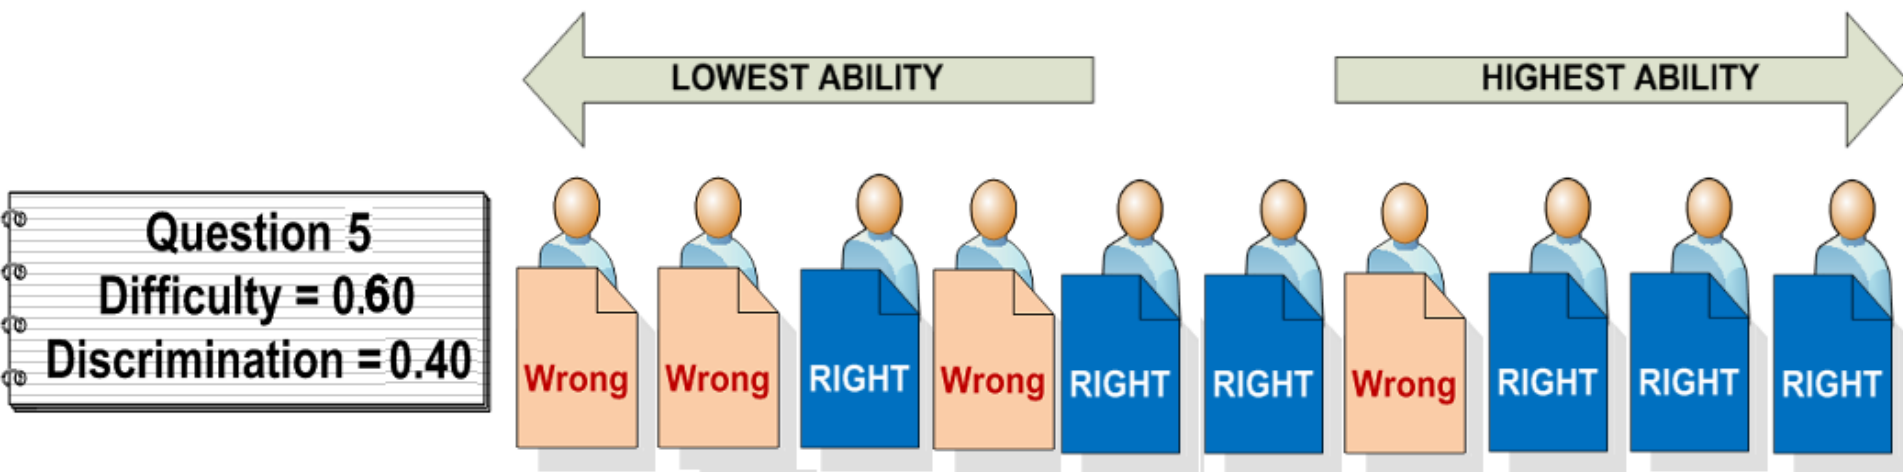 LOWEST ABILITY
HIGHEST ABILITY
Question 5
Difficulty = 0.60
Discrimination = 0.40
Wrong
Wrong
RIGHT
Wrong
RIGHT
RIGHT
Wrong
RIGHT
RIGHT
RIGHT